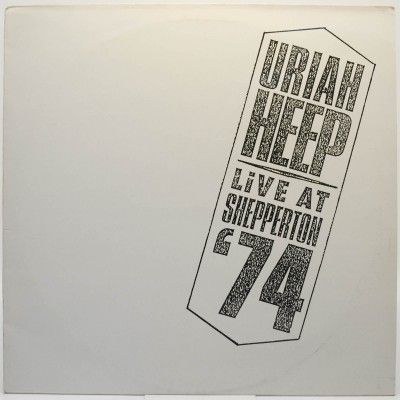 URIAH
HEEP
LiVE AT
SHEPPERTON
'74